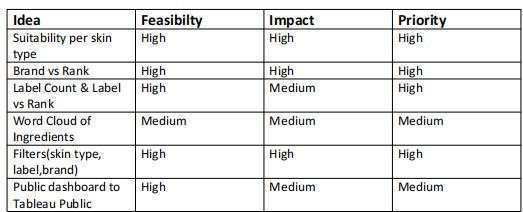 Idea Feasibilty Impact Priority
Suitability per skin High High High
type
Brand vs Rank High High High
Label Count & Label High Medium High
vs Rank
Word Cloud of Medium Medium Medium
Ingredients
Filters(skin type, High High High
label,brand)
Public dashboard to High Medium Medium
Tableau Public